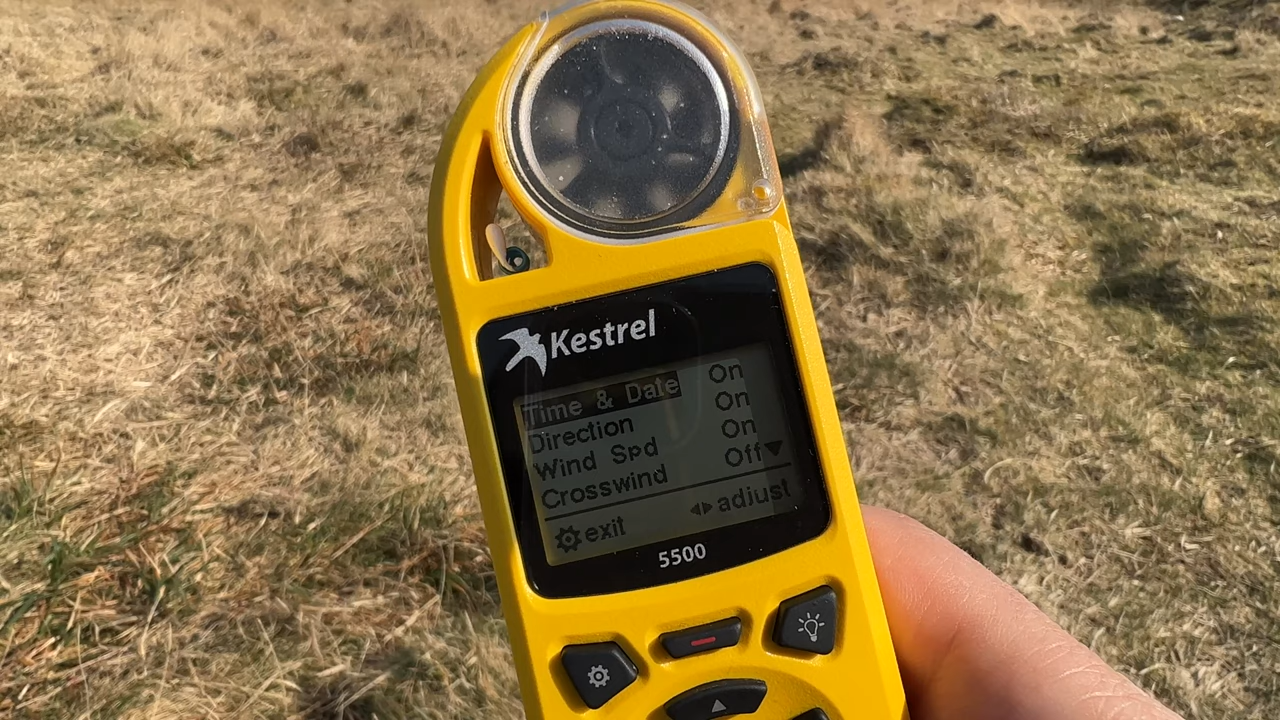 Kestrel
Time & Date On
Direction On
Wind Spd On
Crosswind Off
exit adjust
5500